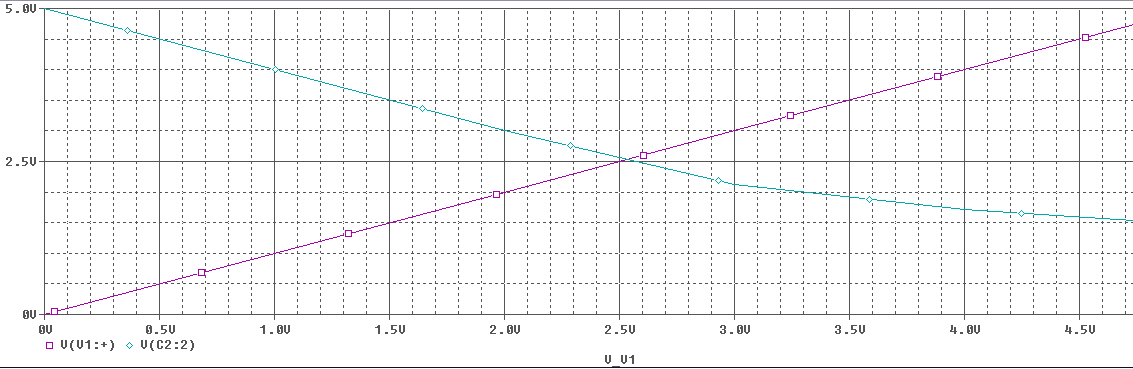 5.0V
2.5V
0V
0V 0.5V 1.0V 1.5V 2.0V 2.5V 3.0V 3.5V 4.0V 4.5V
V(V1:+) V(C2:2)
V_V1